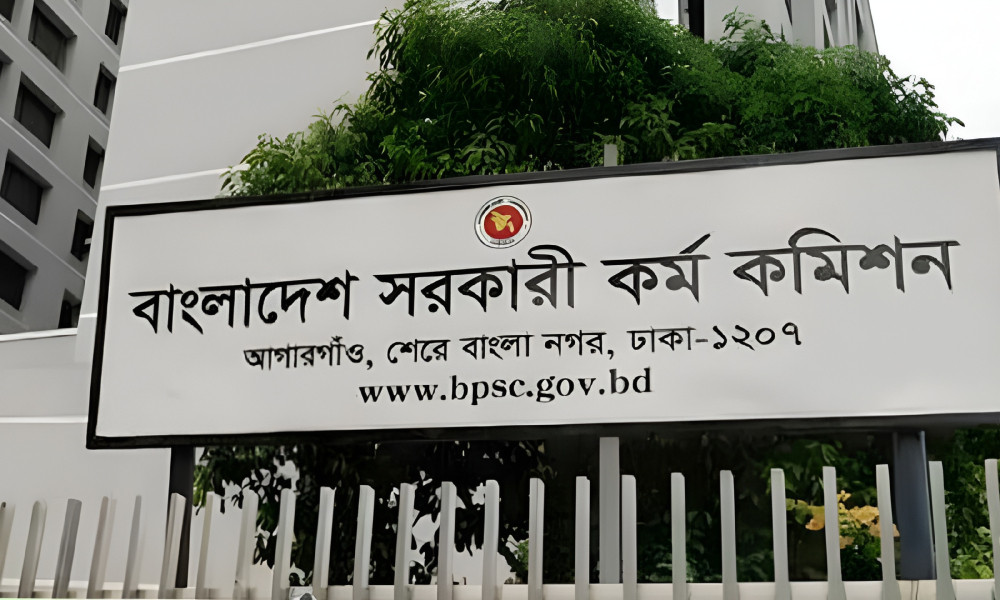 বাংলাদেশ সরকারী কর্ম কমিশন
আগারগাঁও, শেরে বাংলা নগর, ঢাকা-১২০৭
www.bpsc.gov.bd